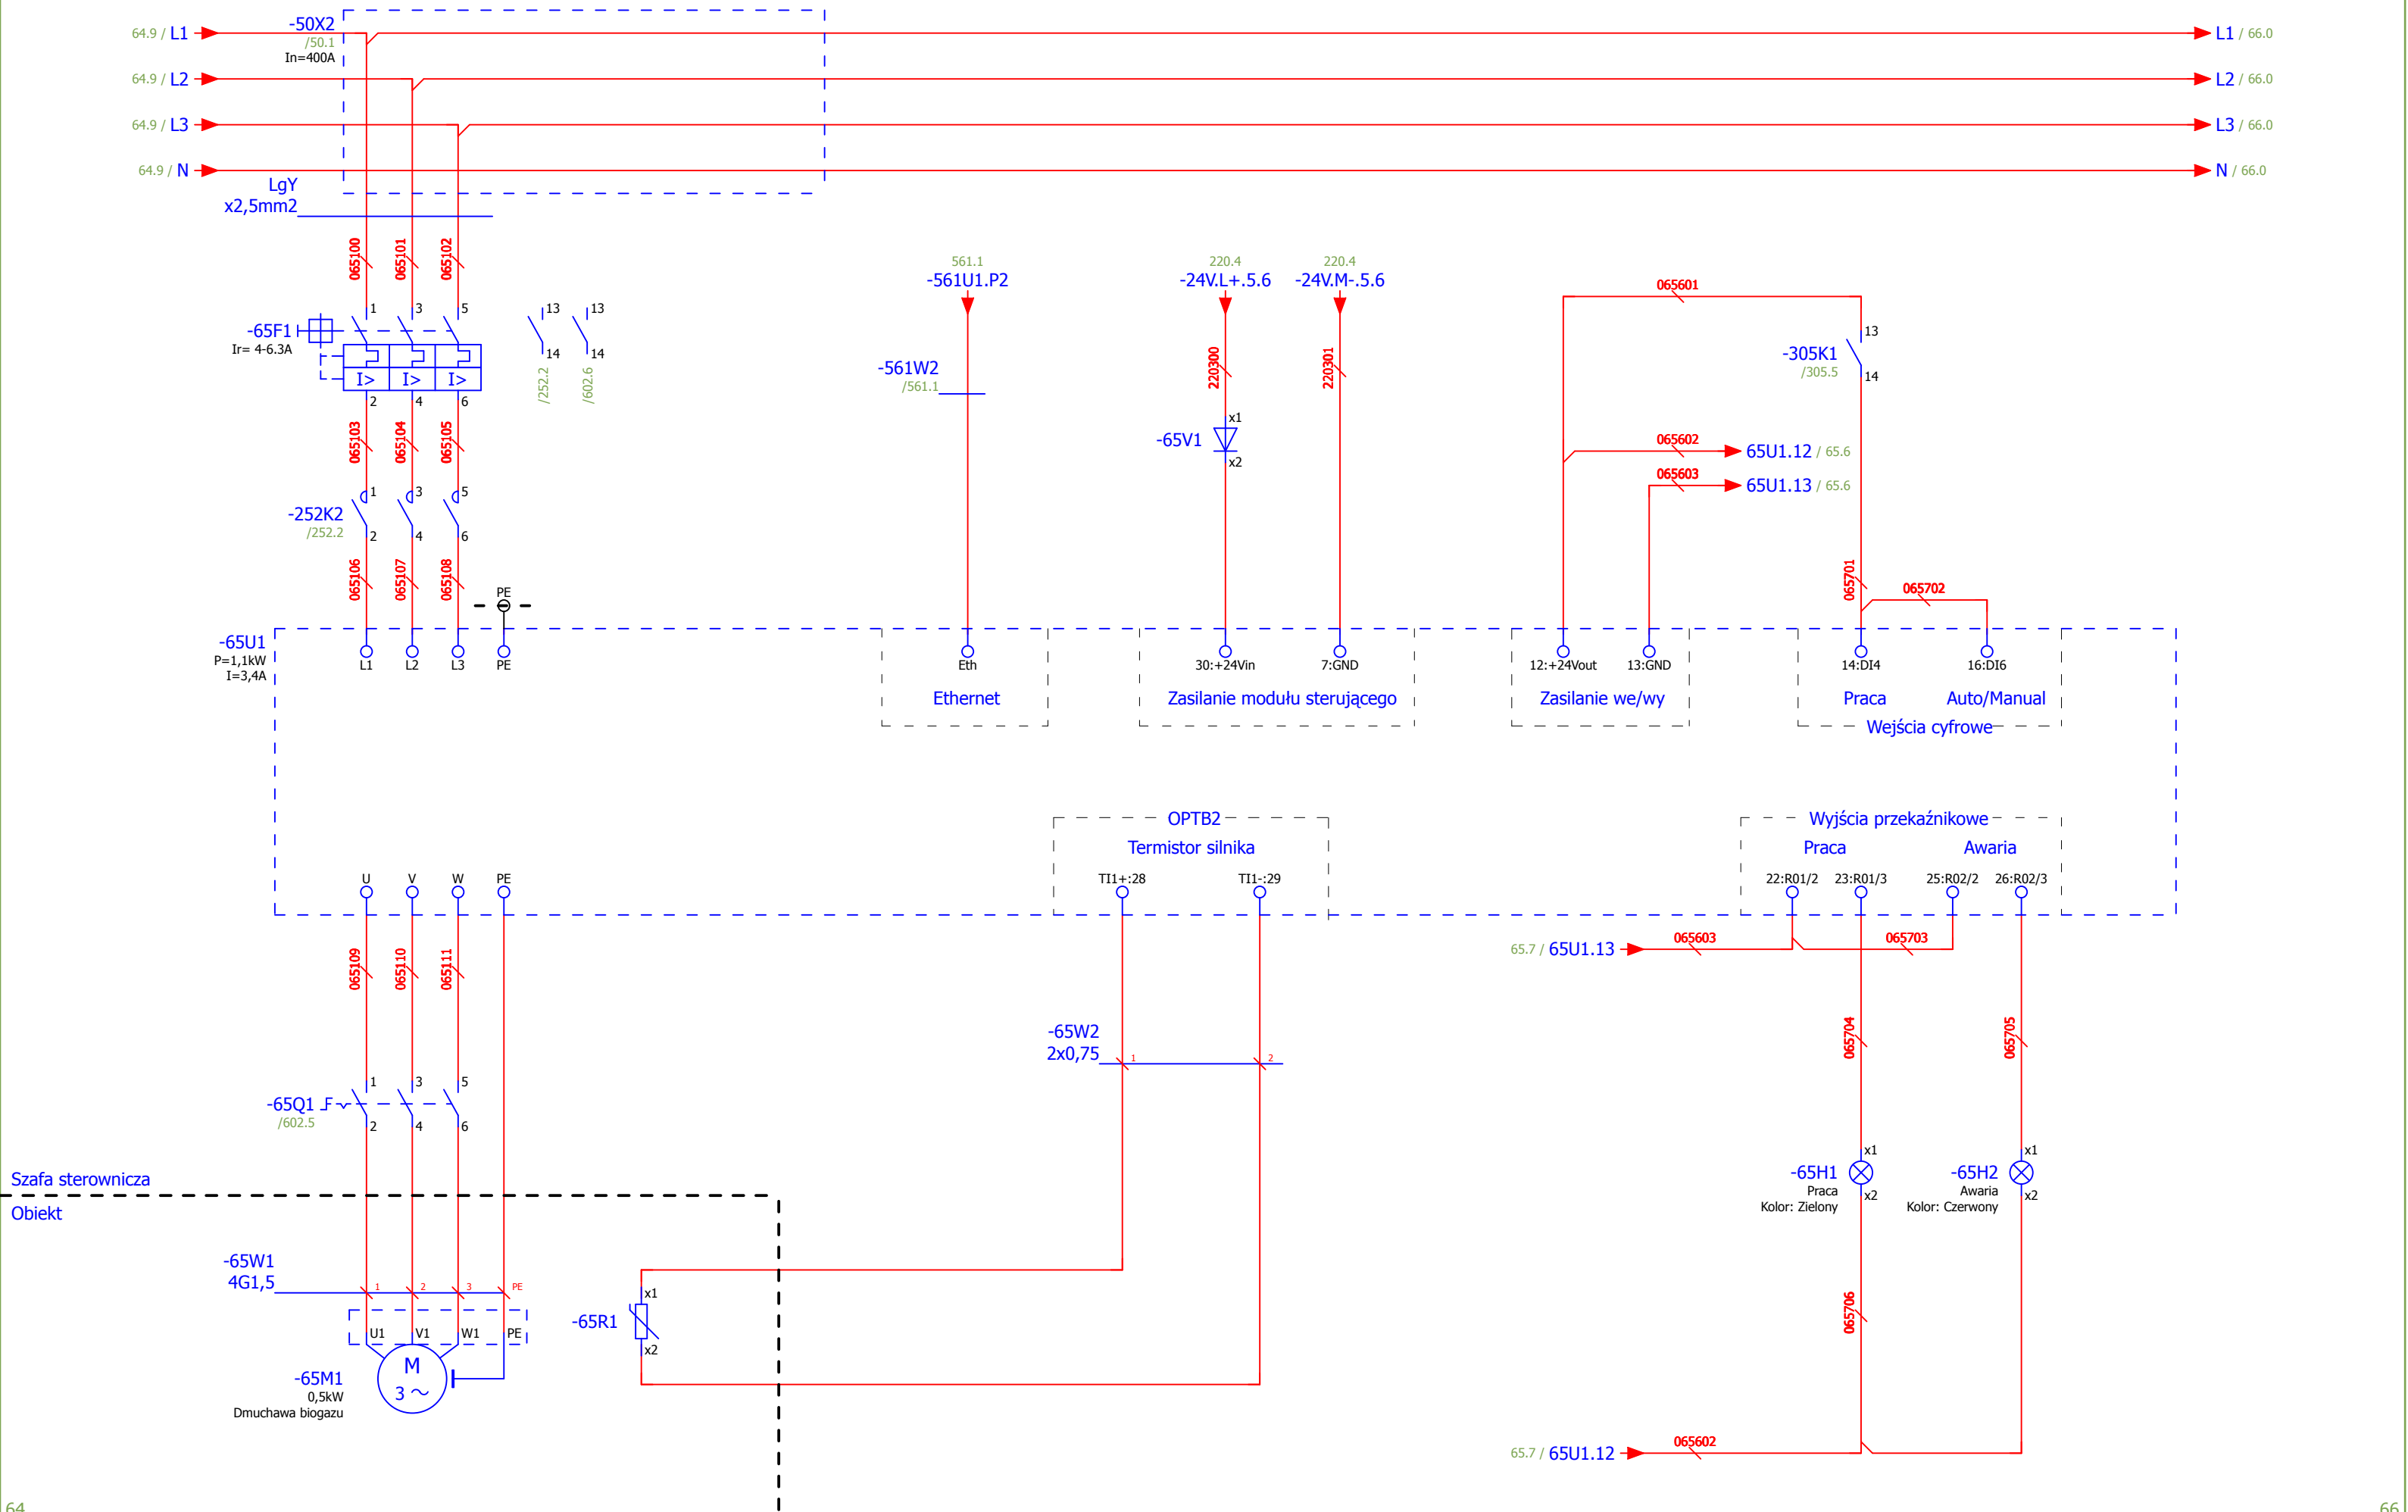 64.9 / L1
-50X2
/50.1
In=400A
L1 / 66.0
64.9 / L2
L2 / 66.0
64.9 / L3
L3 / 66.0
64.9 / N
N / 66.0
LgY
x2,5mm2
065100
065101
065102
561.1
-561U1.P2
220.4
-24V.L+.5.6
220.4
-24V.M-.5.6
065601
-65F1
Ir= 4-6.3A
1
3
5
I>
I>
I>
2
4
6
13
14
/252.2
13
14
/602.6
-561W2
/561.1
220300
220301
-305K1
/305.5
13
14
065103
065104
065105
-65V1
x1
x2
065602
65U1.12 / 65.6
065603
65U1.13 / 65.6
-252K2
/252.2
1
3
5
2
4
6
065106
065107
065108
PE
065701
065702
-65U1
P=1,1kW
I=3,4A
L1
L2
L3
PE
Eth
Ethernet
30:+24Vin
7:GND
Zasilanie modułu sterującego
12:+24Vout
13:GND
Zasilanie we/wy
14:DI4
16:DI6
Praca
Auto/Manual
Wejścia cyfrowe
OPTB2
Termistor silnika
TI1+:28
TI1-:29
Wyjścia przekaźnikowe
Praca
Awaria
22:R01/2
23:R01/3
25:R02/2
26:R02/3
U
V
W
PE
065109
065110
065111
65.7 / 65U1.13
065603
065703
-65W2
2x0,75
1
2
065704
065705
-65Q1
/602.5
1
3
5
2
4
6
-65H1
Praca
Kolor: Zielony
x1
x2
-65H2
Awaria
Kolor: Czerwony
x1
x2
Szafa sterownicza
Obiekt
-65W1
4G1,5
1
2
3
PE
U1
V1
W1
PE
M
3
-65M1
0,5kW
Dmuchawa biogazu
-65R1
x1
x2
065706
65.7 / 65U1.12
065602
64
66